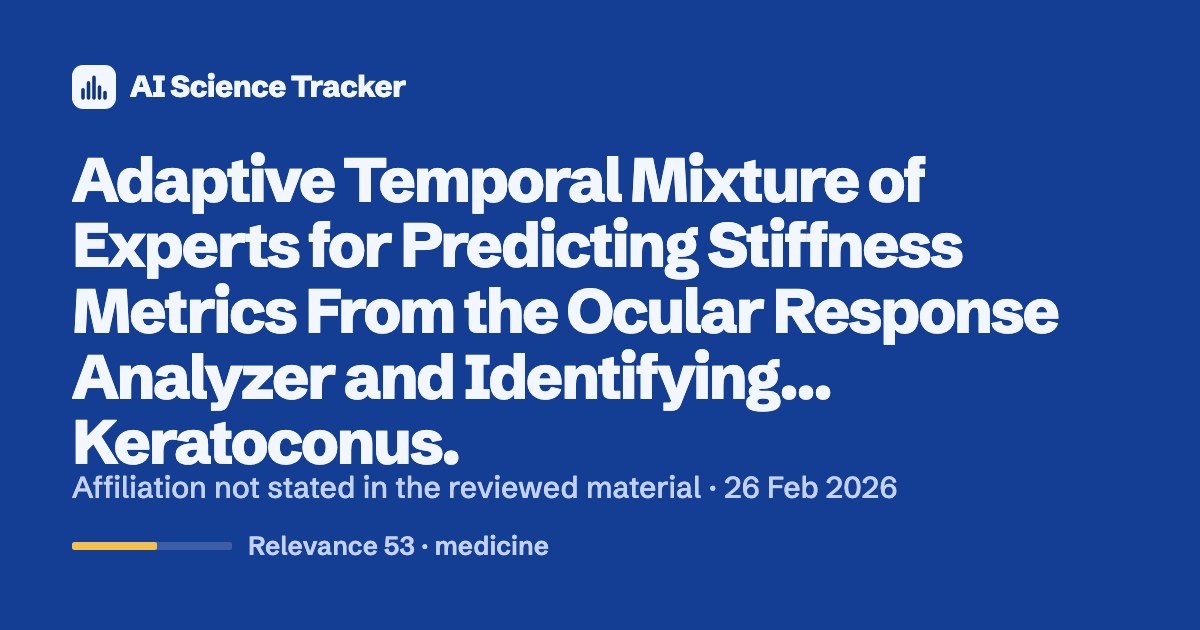 AI Science Tracker
Adaptive Temporal Mixture of
Experts for Predicting Stiffness
Metrics From the Ocular Response
Analyzer and Identifying...
Keratoconus.
Affiliation not stated in the reviewed material · 26 Feb 2026
Relevance 53 · medicine